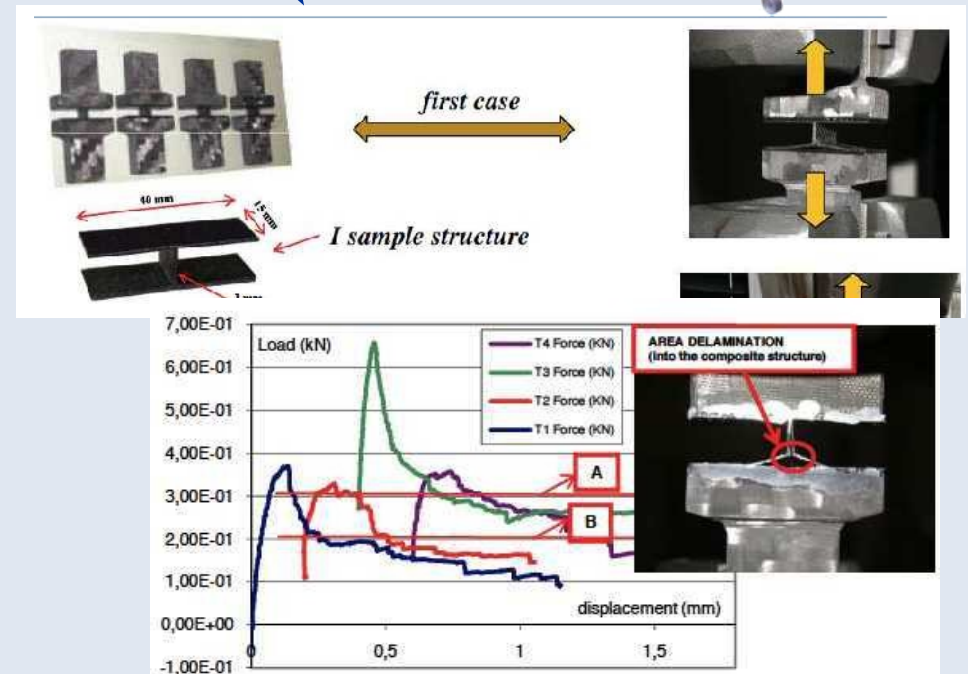 first case
40 mm
15 mm
I sample structure
7,00E-01
6,00E-01
5,00E-01
4,00E-01
3,00E-01
2,00E-01
1,00E-01
0,00E+00
-1,00E-01
Load (kN)
T4 Force (KN)
T3 Force (KN)
T2 Force (KN)
T1 Force (KN)
A
B
displacement (mm)
0
0,5
1
1,5
AREA DELAMINATION
(into the composite structure)